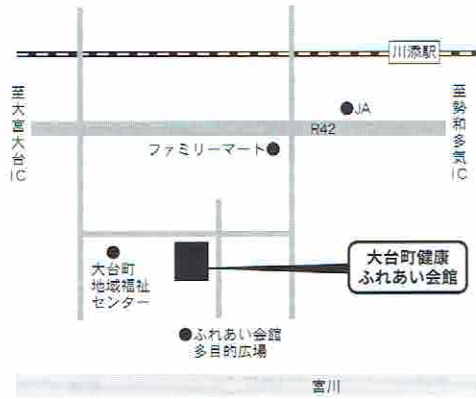 川添駅
至大宮大台IC
至勢和多気IC
JA
R42
ファミリーマート
大台町健康
ふれあい会館
大台町
地域福祉
センター
ふれあい会館
多目的広場
宮川